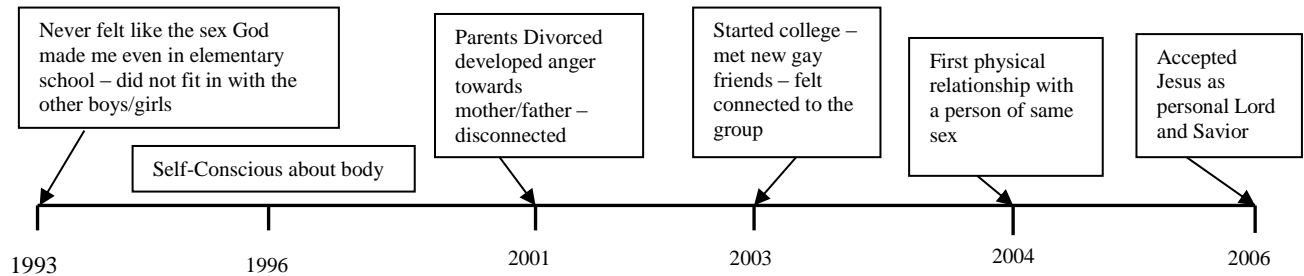 Never felt like the sex God
made me even in elementary
school – did not fit in with the
other boys/girls
Self-Conscious about body
Parents Divorced
developed anger
towards
mother/father –
disconnected
Started college –
met new gay
friends – felt
connected to the
group
First physical
relationship with
a person of same
sex
Accepted
Jesus as
personal Lord
and Savior
1993
1996
2001
2003
2004
2006